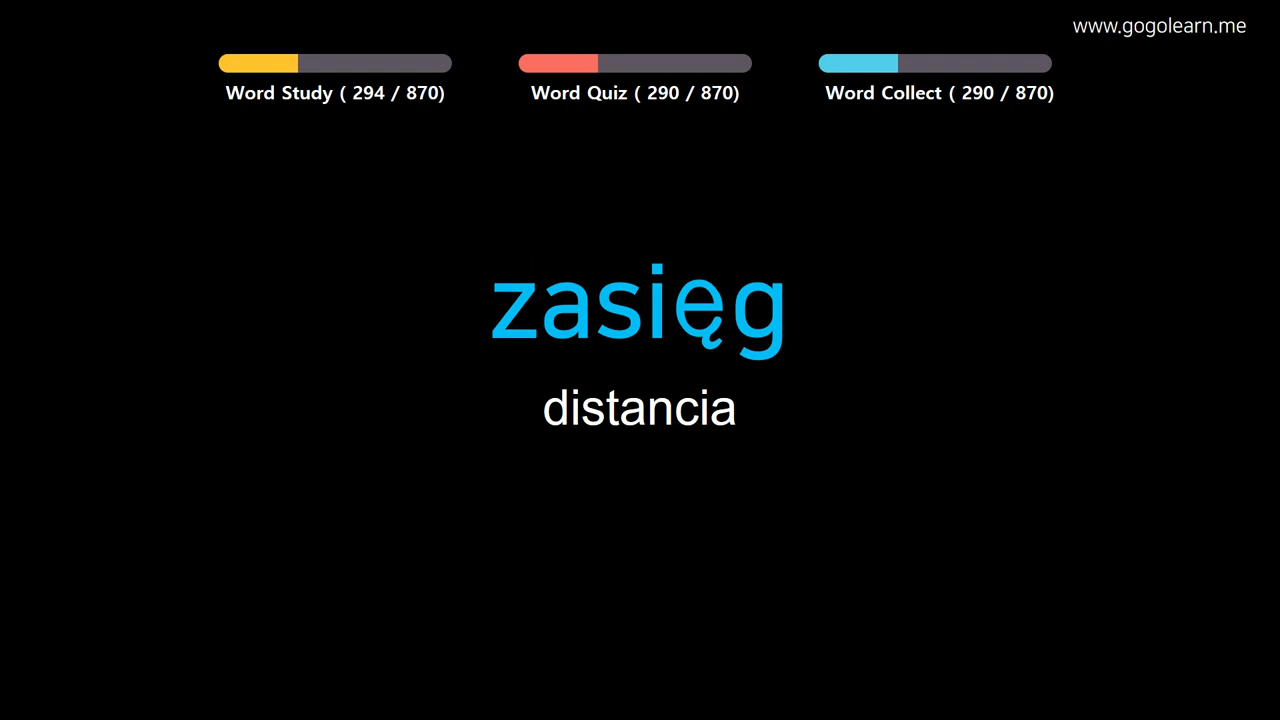 www.gogolearn.me
Word Study ( 294 / 870)
Word Quiz ( 290 / 870)
Word Collect ( 290 / 870)
zasięg
distancia